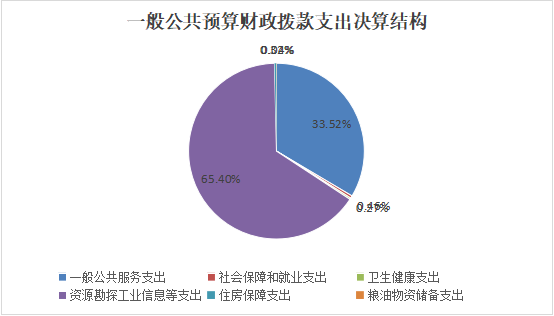 一般公共预算财政拨款支出决算结构
33.52%
65.40%
一般公共服务支出 社会保障和就业支出 卫生健康支出
资源勘探工业信息等支出 住房保障支出 粮油物资储备支出